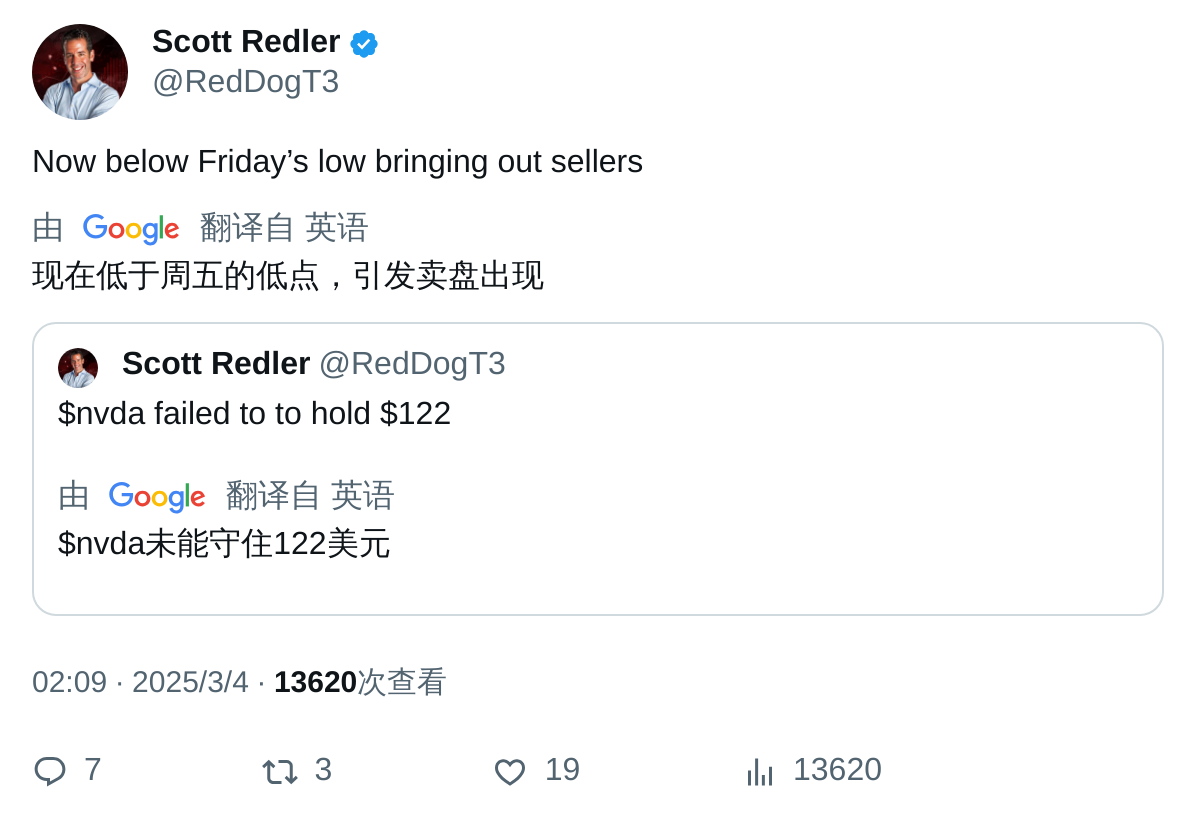 Scott Redler
@RedDogT3
Now below Friday’s low bringing out sellers
由 Google 翻译自 英语
现在低于周五的低点，引发卖盘出现
Scott Redler @RedDogT3
$nvda failed to to hold $122
由 Google 翻译自 英语
$nvda未能守住122美元
02:09 · 2025/3/4 · 13620次查看
7 3 19 13620